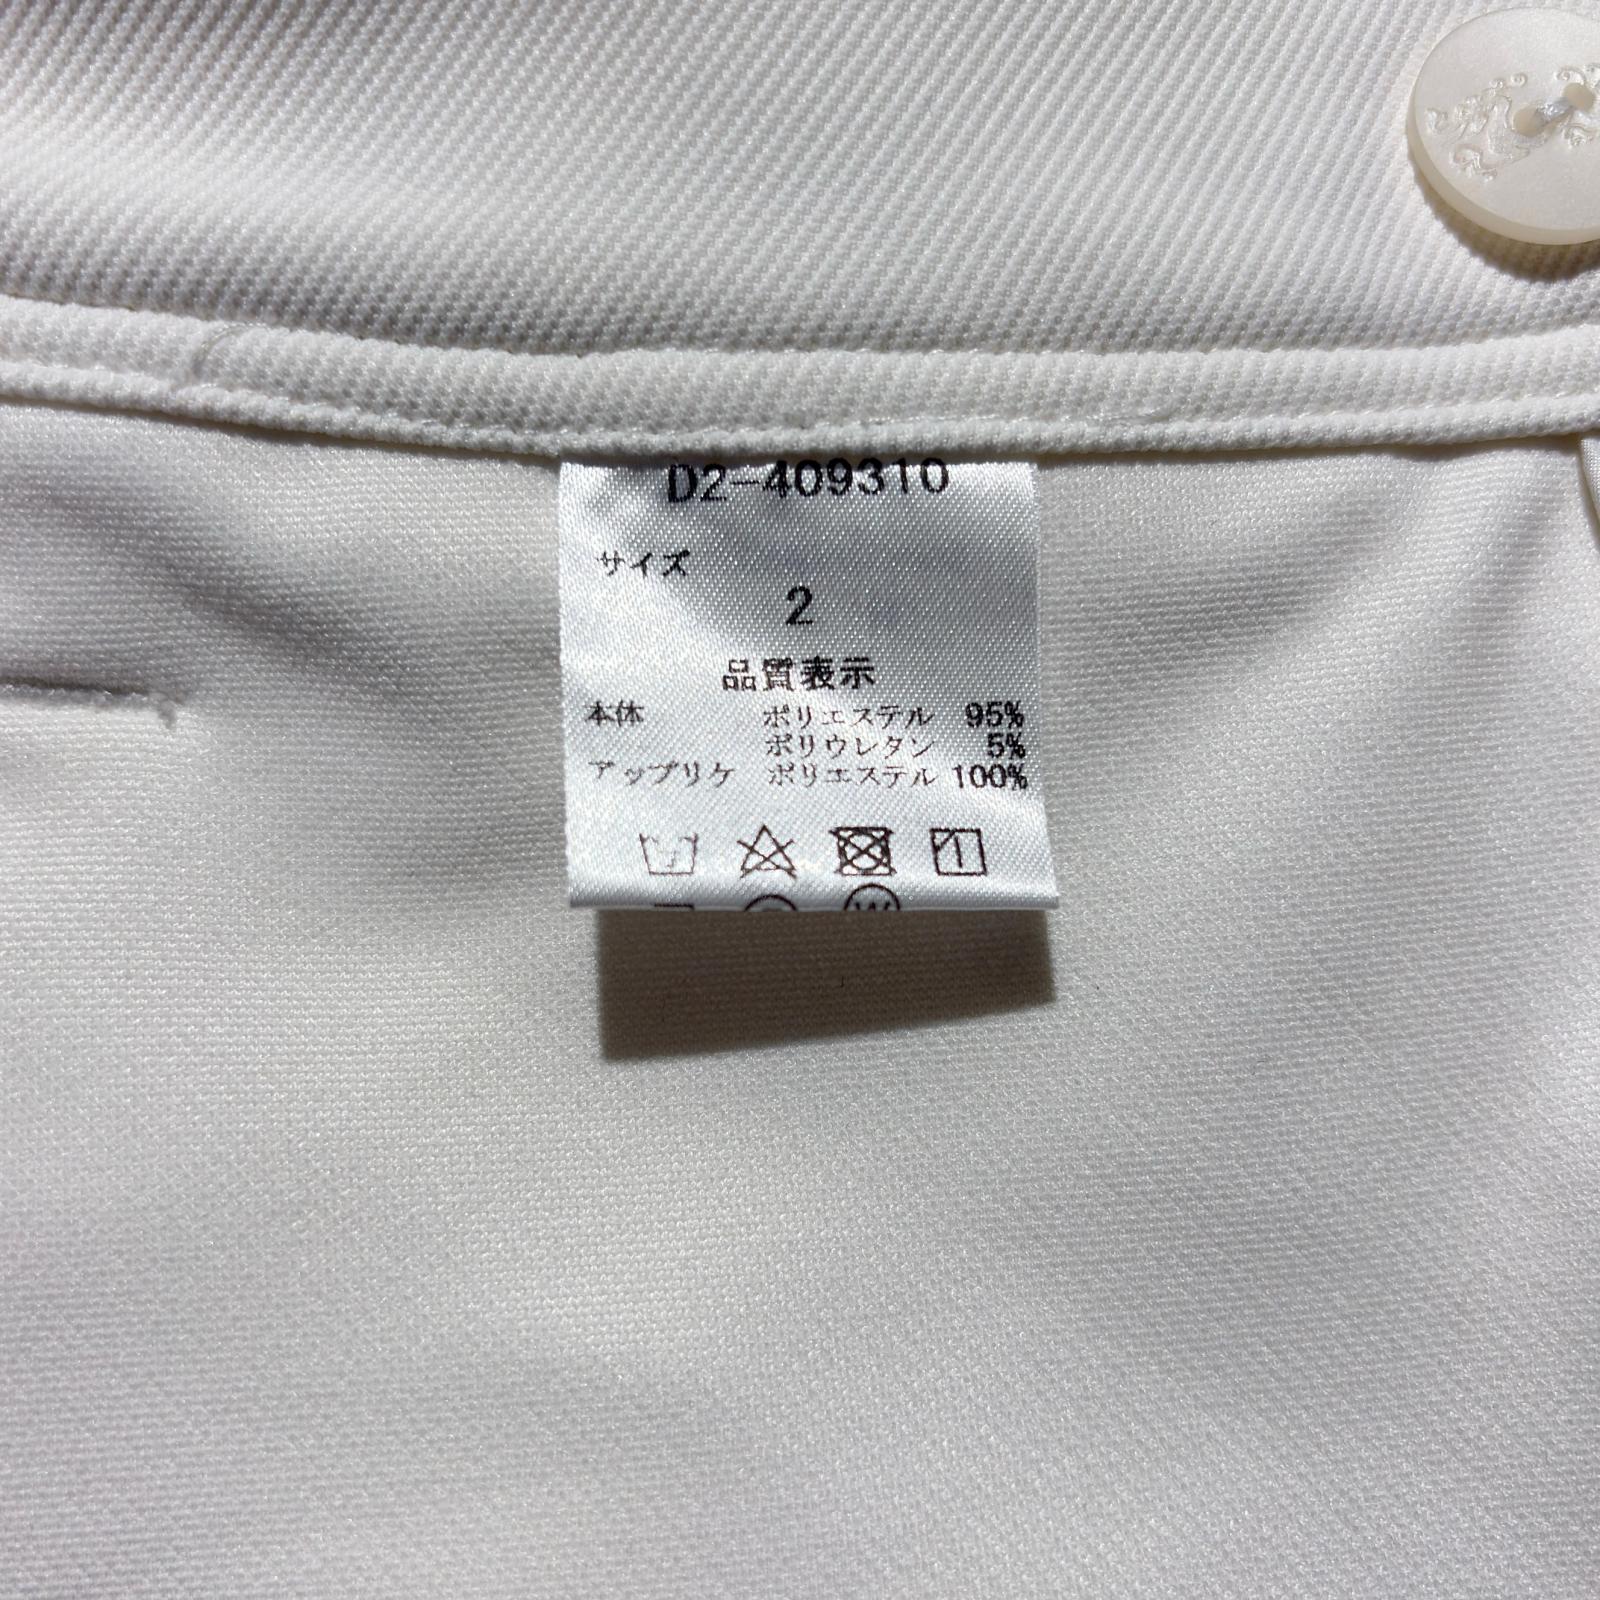 D2-409310
サイズ
2
品質表示
本体 ポリエステル 95%
ポリウレタン 5%
アップリケ ポリエステル 100%
W